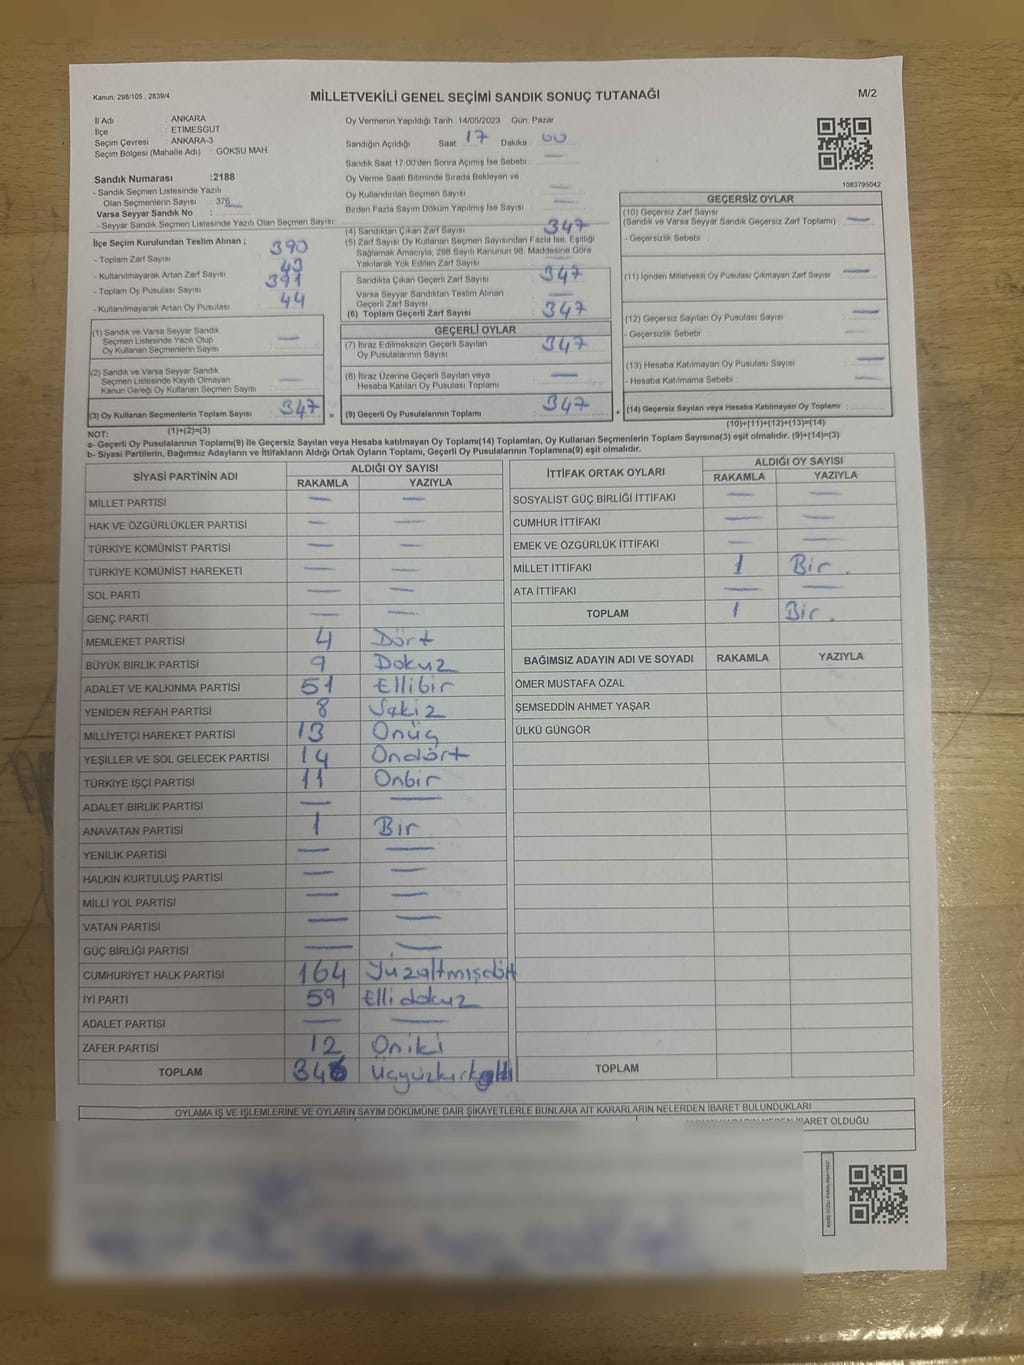 Kanun, 298/105 , 2839/4
MİLLETVEKİLİ GENEL SEÇİMİ SANDIK SONUÇ TUTANAĞI
M/2
İl Adı : ANKARA
İlçe : ETİMESGUT
Seçim Çevresi : ANKARA-3
Seçim Bölgesi (Mahalle Adı) : GÖKSU MAH
Sandık Numarası :2188
- Sandık Seçmen Listesinde Yazılı
Olan Seçmenlerin Sayısı : 376
Varsa Seyyar Sandık No :
- Seyyar Sandık Seçmen Listesinde Yazılı Olan Seçmen Sayısı :
İlçe Seçim Kurulundan Teslim Alınan ;
- Toplam Zarf Sayısı 390
- Kullanılmayarak Artan Zarf Sayısı 43
- Toplam Oy Pusulası Sayısı 391
- Kullanılmayarak Artan Oy Pusulası 44
(1) Sandık ve Varsa Seyyar Sandık
Seçmen Listesinde Yazılı Olup
Oy Kullanan Seçmenlerin Sayısı —
(2) Sandık ve Varsa Seyyar Sandık
Seçmen Listesinde Kayıtlı Olmayan
Kanun Gereği Oy Kullanan Seçmen Sayısı —
(3) Oy Kullanan Seçmenlerin Toplam Sayısı 347 =
(1)+(2)=(3)
Oy Vermenin Yapıldığı Tarih : 14/05/2023 Gün: Pazar
Sandığın Açıldığı Saat : 17 Dakika : 00
Sandık Saat 17.00'den Sonra Açımış İse Sebebi : —
Oy Verme Saati Bitiminde Sırada Bekleyen ve
Oy Kullandırılan Seçmen Sayısı —
Birden Fazla Sayım Döküm Yapılmış İse Sayısı —
(4) Sandıktan Çıkan Zarf Sayısı 347
(5) Zarf Sayısı Oy Kullanan Seçmen Sayısından Fazla İse, Eşitliği
Sağlamak Amacıyla, 298 Sayılı Kanunun 98. Maddesine Göre
Yakılarak Yok Edilen Zarf Sayısı —
Sandıkta Çıkan Geçerli Zarf Sayısı 347
Varsa Seyyar Sandıktan Teslim Alınan
Geçerli Zarf Sayısı —
(6) Toplam Geçerli Zarf Sayısı 347
GEÇERLİ OYLAR
(7) İtiraz Edilmeksizin Geçerli Sayılan
Oy Pusulalarının Sayısı 347
(8) İtiraz Üzerine Geçerli Sayılan veya
Hesaba Katılan Oy Pusulası Toplamı —
(9) Geçerli Oy Pusulalarının Toplamı 347 +
1083795042
GEÇERSİZ OYLAR
(10) Geçersiz Zarf Sayısı
(Sandık ve Varsa Seyyar Sandık Geçersiz Zarf Toplamı) —
- Geçersizlik Sebebi :
(11) İçinden Milletvekili Oy Pusulası Çıkmayan Zarf Sayısı —
(12) Geçersiz Sayılan Oy Pusulası Sayısı —
- Geçersizlik Sebebi : —
(13) Hesaba Katılmayan Oy Pusulası Sayısı —
- Hesaba Katılmama Sebebi : —
(14) Geçersiz Sayılan veya Hesaba Katılmayan Oy Toplamı
(10)+(11)+(12)+(13)=(14)
NOT:
a- Geçerli Oy Pusulalarının Toplamı(9) ile Geçersiz Sayılan veya Hesaba katılmayan Oy Toplamı(14) Toplamları, Oy Kullanan Seçmenlerin Toplam Sayısına(3) eşit olmalıdır. (9)+(14)=(3)
b- Siyasi Partilerin, Bağımsız Adayların ve İttifakların Aldığı Ortak Oyların Toplamı, Geçerli Oy Pusulalarının Toplamına(9) eşit olmalıdır.
SİYASİ PARTİNİN ADI ALDIĞI OY SAYISI
RAKAMLA YAZIYLA
MİLLET PARTİSİ — —
HAK VE ÖZGÜRLÜKLER PARTİSİ — —
TÜRKİYE KOMÜNİST PARTİSİ — —
TÜRKİYE KOMÜNİST HAREKETİ — —
SOL PARTİ — —
GENÇ PARTİ — —
MEMLEKET PARTİSİ 4 Dört
BÜYÜK BİRLİK PARTİSİ 9 Dokuz
ADALET VE KALKINMA PARTİSİ 51 Ellibir
YENİDEN REFAH PARTİSİ 8 Sekiz
MİLLİYETÇİ HAREKET PARTİSİ 13 Onüç
YEŞİLLER VE SOL GELECEK PARTİSİ 14 Ondört
TÜRKİYE İŞÇİ PARTİSİ 11 Onbir
ADALET BİRLİK PARTİSİ — —
ANAVATAN PARTİSİ 1 Bir
YENİLİK PARTİSİ — —
HALKIN KURTULUŞ PARTİSİ — —
MİLLİ YOL PARTİSİ — —
VATAN PARTİSİ — —
GÜÇ BİRLİĞİ PARTİSİ — —
CUMHURİYET HALK PARTİSİ 164 Yüzaltmışdört
İYİ PARTİ 59 Ellidokuz
ADALET PARTİSİ — —
ZAFER PARTİSİ 12 Oniki
TOPLAM 346 Üçyüzkırkaltı
İTTİFAK ORTAK OYLARI ALDIĞI OY SAYISI
RAKAMLA YAZIYLA
SOSYALİST GÜÇ BİRLİĞİ İTTİFAKI — —
CUMHUR İTTİFAKI — —
EMEK VE ÖZGÜRLÜK İTTİFAKI — —
MİLLET İTTİFAKI 1 Bir.
ATA İTTİFAKI — —
TOPLAM 1 Bir.
BAĞIMSIZ ADAYIN ADI VE SOYADI RAKAMLA YAZIYLA
ÖMER MUSTAFA ÖZAL
ŞEMSEDDİN AHMET YAŞAR
ÜLKÜ GÜNGÖR
TOPLAM
OYLAMA İŞ VE İŞLEMLERİNE VE OYLARIN SAYIM DÖKÜMÜNE DAİR ŞİKAYETLERLE BUNLARA AİT KARARLARIN NELERDEN İBARET BULUNDUKLARI
İBARET OLDUĞU